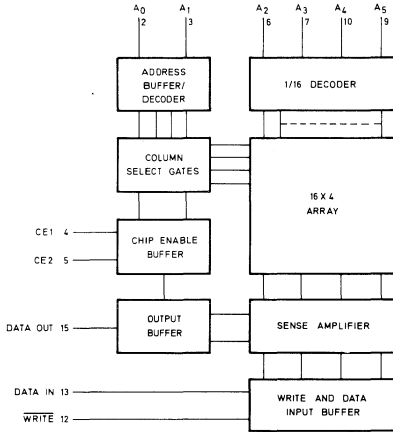 A0 A1 A2 A3 A4 A5
2 3 6 7 10 9
ADDRESS
BUFFER/
DECODER
1/16 DECODER
COLUMN
SELECT GATES
16 X 4
ARRAY
CE1 4
CE2 5
CHIP ENABLE
BUFFER
DATA OUT 15
OUTPUT
BUFFER
SENSE AMPLIFIER
DATA IN 13
WRITE 12
WRITE AND DATA
INPUT BUFFER